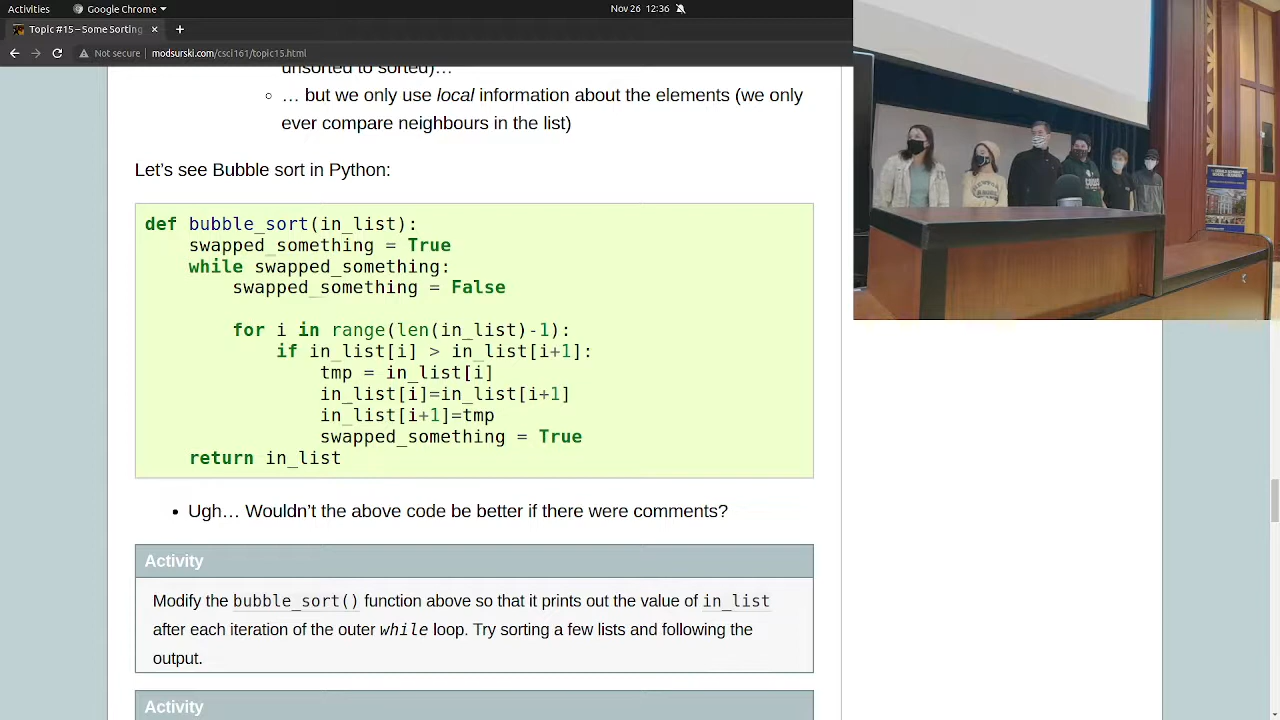 Activities Google Chrome Nov 26 12:36
Topic #15 – Some Sorting
Not secure modsurski.com/csci161/topic15.html
unsorted to sorted)…
… but we only use local information about the elements (we only
ever compare neighbours in the list)
Let’s see Bubble sort in Python:
def bubble_sort(in_list):
    swapped_something = True
    while swapped_something:
        swapped_something = False
        for i in range(len(in_list)-1):
            if in_list[i] > in_list[i+1]:
                tmp = in_list[i]
                in_list[i]=in_list[i+1]
                in_list[i+1]=tmp
                swapped_something = True
    return in_list
Ugh… Wouldn’t the above code be better if there were comments?
Activity
Modify the bubble_sort() function above so that it prints out the value of in_list
after each iteration of the outer while loop. Try sorting a few lists and following the
output.
Activity